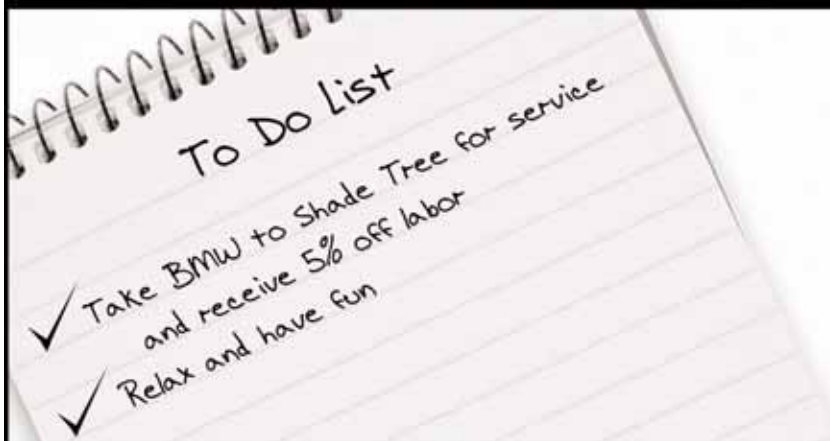 To Do List
Take BMW to Shade Tree for service
and receive 5% off labor
Relax and have fun